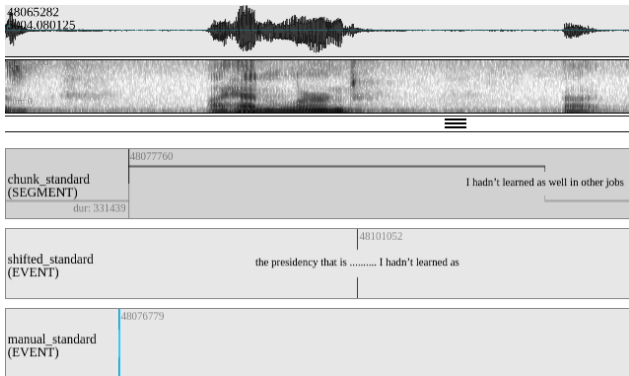 48065282
3004.080125
48077760
chunk_standard
(SEGMENT)
I hadn't learned as well in other jobs
dur: 331439
48101052
shifted_standard
(EVENT)
the presidency that is .......... I hadn't learned as
48076779
manual_standard
(EVENT)